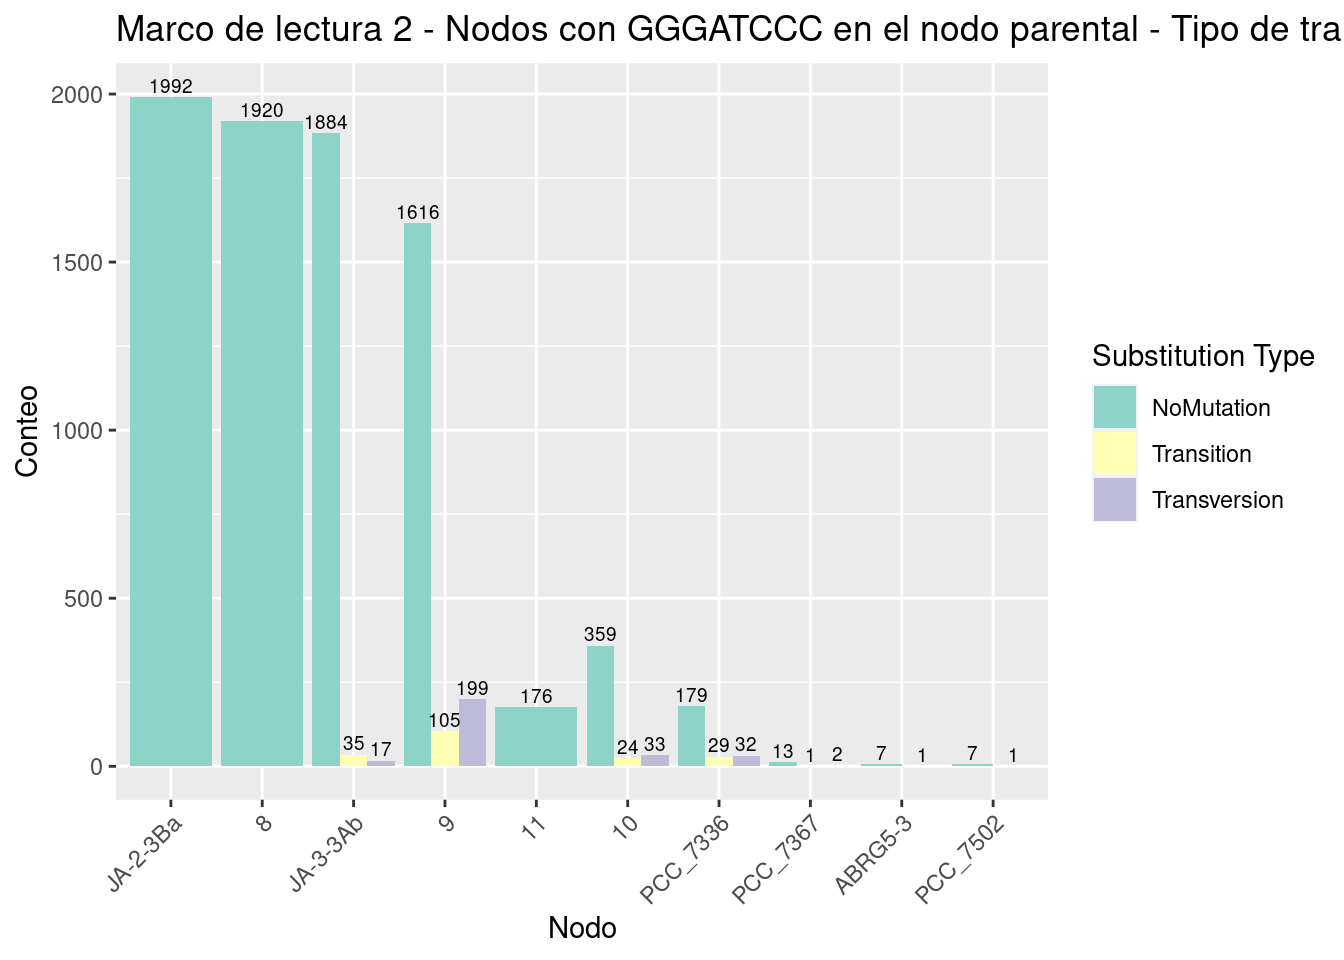 Marco de lectura 2 - Nodos con GGGATCCC en el nodo parental - Tipo de tra
Conteo
2000
1500
1000
500
0
1992
1920
1884
35
17
1616
105
199
176
359
24
33
179
29
32
13
1
2
7
1
7
1
JA-2-3Ba
8
JA-3-3Ab
9
11
10
PCC_7336
PCC_7367
ABRG5-3
PCC_7502
Nodo
Substitution Type
NoMutation
Transition
Transversion